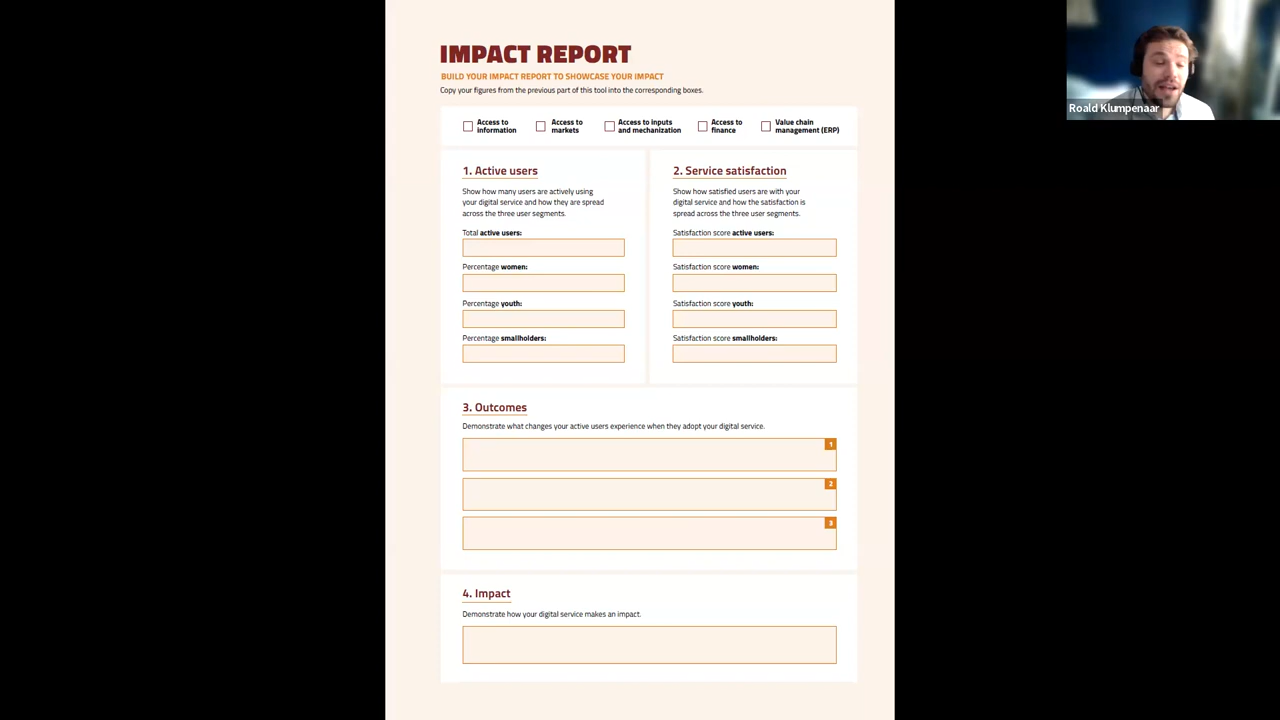 IMPACT REPORT
BUILD YOUR IMPACT REPORT TO SHOWCASE YOUR IMPACT
Copy your figures from the previous part of this tool into the corresponding boxes.
Access to
information
Access to
markets
Access to inputs
and mechanization
Access to
finance
Value chain
management (ERP)
1. Active users
Show how many users are actively using
your digital service and how they are spread
across the three user segments.
Total active users:
Percentage women:
Percentage youth:
Percentage smallholders:
2. Service satisfaction
Show how satisfied users are with your
digital service and how the satisfaction is
spread across the three user segments.
Satisfaction score active users:
Satisfaction score women:
Satisfaction score youth:
Satisfaction score smallholders:
3. Outcomes
Demonstrate what changes your active users experience when they adopt your digital service.
1
2
3
4. Impact
Demonstrate how your digital service makes an impact.
Roald Klumpenaar